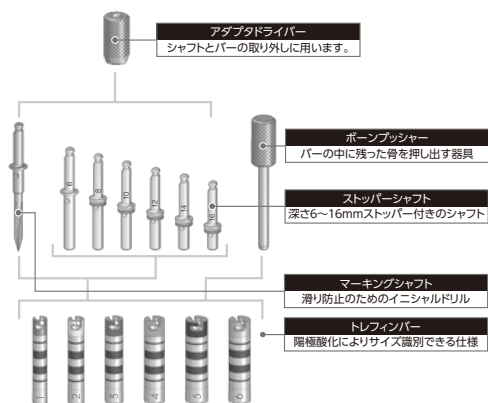 アダプタドライバー
シャフトとバーの取り外しに用います。
ボーンプッシャー
バーの中に残った骨を押し出す器具
6
8
10
12
14
16
ストッパーシャフト
深さ6〜16mmストッパー付きのシャフト
マーキングシャフト
滑り防止のためのイニシャルドリル
トレフィンバー
陽極酸化によりサイズ識別できる仕様
1
2
3
4
5
6